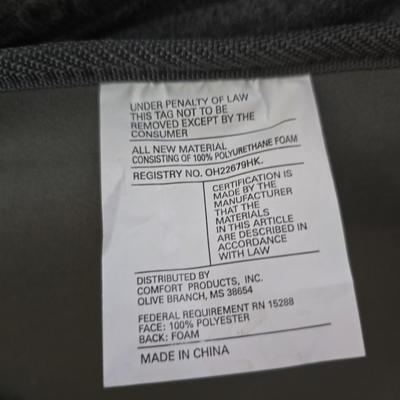 UNDER PENALTY OF LAW
THIS TAG NOT TO BE
REMOVED EXCEPT BY THE
CONSUMER
ALL NEW MATERIAL
CONSISTING OF 100% POLYURETHANE FOAM
REGISTRY NO. OH22679HK.
CERTIFICATION IS
MADE BY THE
MANUFACTURER
THAT THE
MATERIALS
IN THIS ARTICLE
ARE DESCRIBED IN
ACCORDANCE
WITH LAW
DISTRIBUTED BY
COMFORT PRODUCTS, INC.
OLIVE BRANCH, MS 38654
FEDERAL REQUIREMENT RN 15288
FACE: 100% POLYESTER
BACK: FOAM
MADE IN CHINA